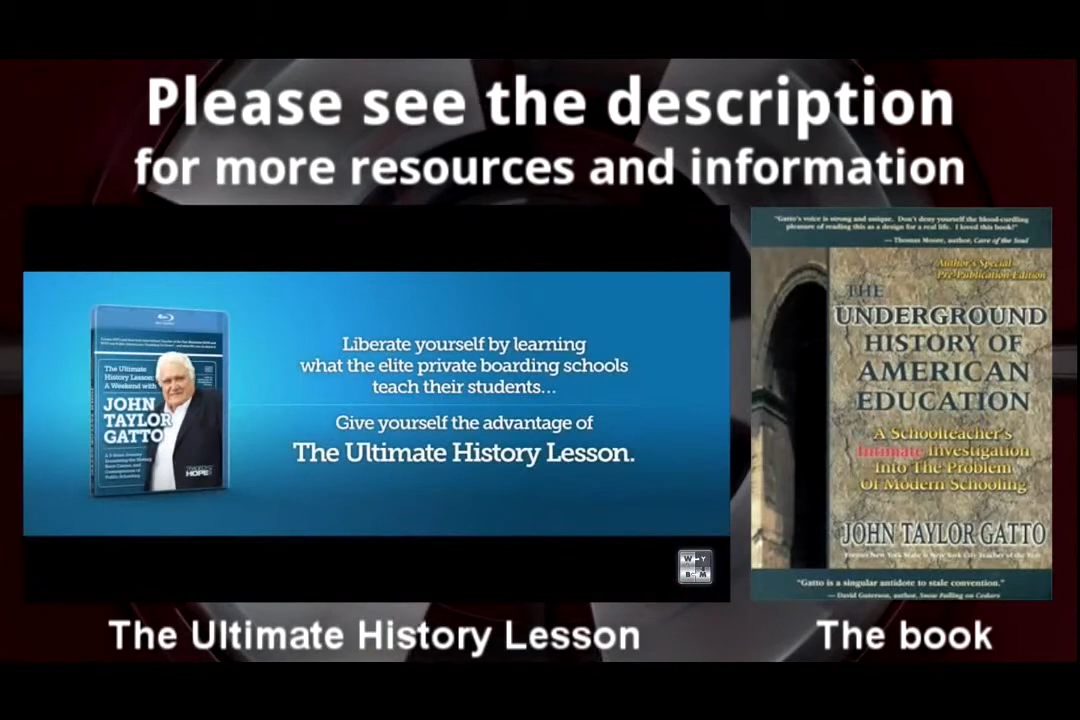 Please see the description
for more resources and information
The Ultimate
History Lesson:
A Weekend with
JOHN
TAYLOR
GATTO
HOPE
Liberate yourself by learning
what the elite private boarding schools
teach their students...
Give yourself the advantage of
The Ultimate History Lesson.
"Gatto's voice is strong and unique. Don't deny yourself the blood-curdling
pleasure of reading this as a design for a real life. I loved this book!"
— Thomas Moore, author, Care of the Soul
Author's Special
Pre-Publication Edition
THE
UNDERGROUND
HISTORY OF
AMERICAN
EDUCATION
A Schoolteacher's
Intimate Investigation
Into The Problem
Of Modern Schooling
JOHN TAYLOR GATTO
"Gatto is a singular antidote to stale convention."
— David Guterson, author, Snow Falling on Cedars
The Ultimate History Lesson
The book